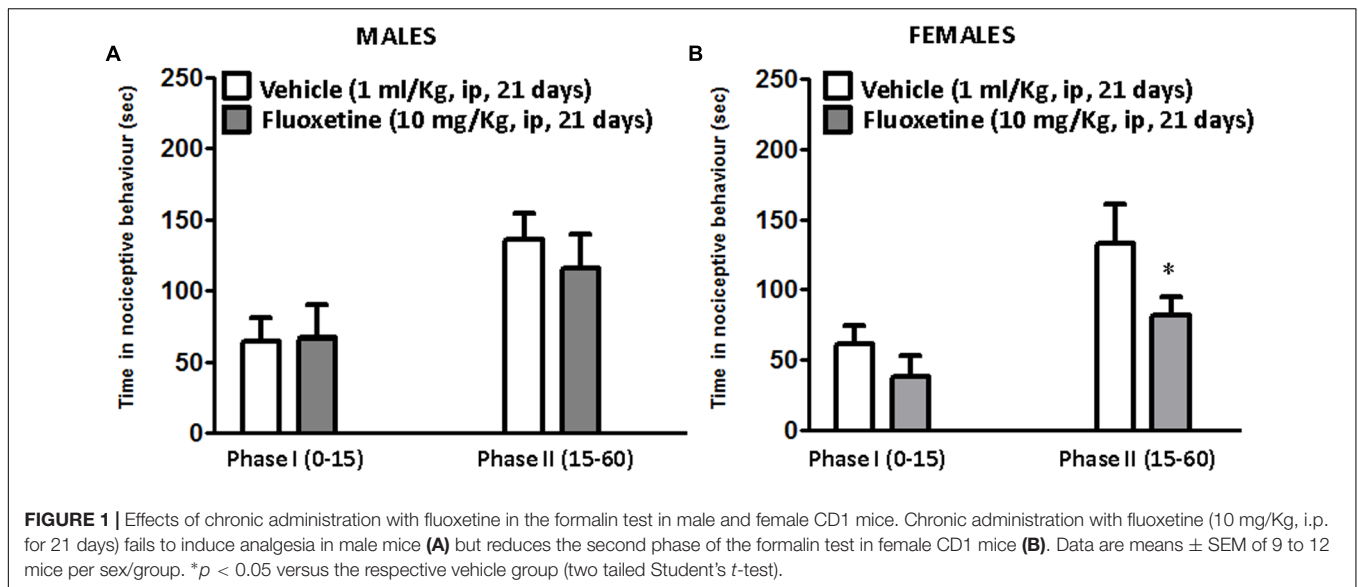 A
MALES
Time in nociceptive behaviour (sec)
250
200
150
100
50
0
Vehicle (1 ml/Kg, ip, 21 days)
Fluoxetine (10 mg/Kg, ip, 21 days)
Phase I (0-15)
Phase II (15-60)
B
FEMALES
Time in nociceptive behaviour (sec)
250
200
150
100
50
0
Vehicle (1 ml/Kg, ip, 21 days)
Fluoxetine (10 mg/Kg, ip, 21 days)
*
Phase I (0-15)
Phase II (15-60)
FIGURE 1 | Effects of chronic administration with fluoxetine in the formalin test in male and female CD1 mice. Chronic administration with fluoxetine (10 mg/Kg, i.p.
for 21 days) fails to induce analgesia in male mice (A) but reduces the second phase of the formalin test in female CD1 mice (B). Data are means ± SEM of 9 to 12
mice per sex/group. *p < 0.05 versus the respective vehicle group (two tailed Student's t-test).